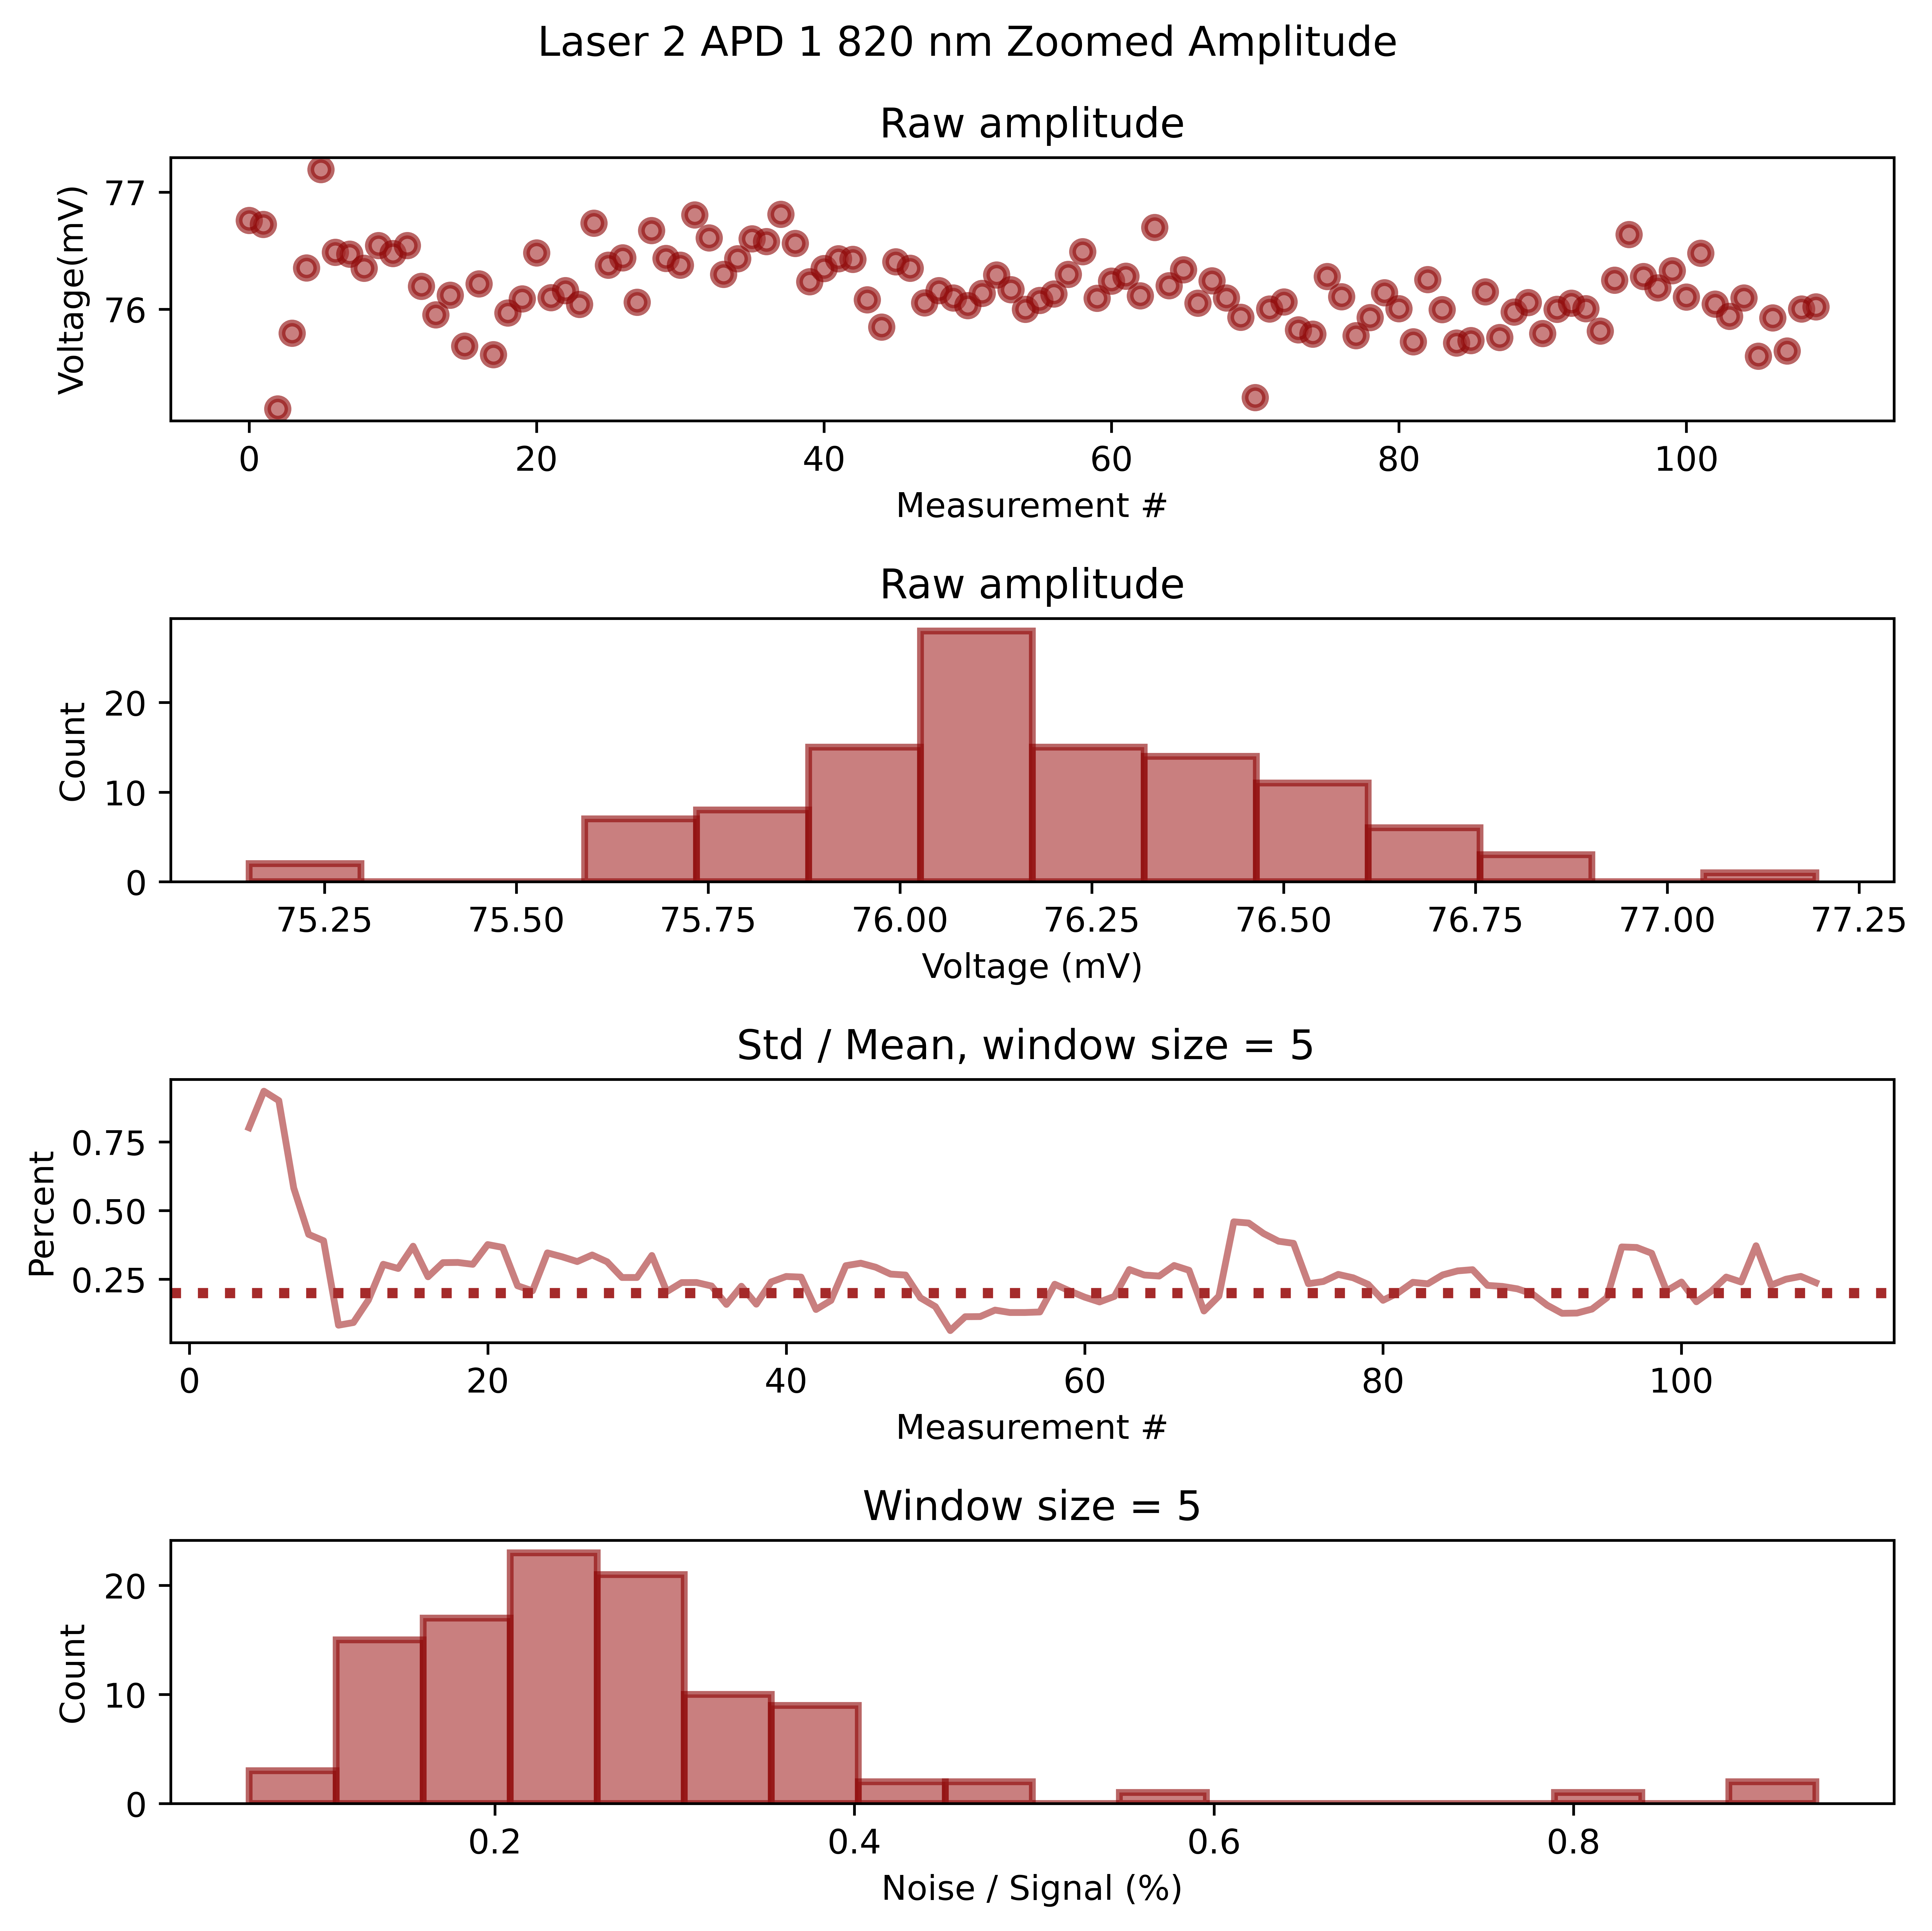 Laser 2 APD 1 820 nm Zoomed Amplitude
Raw amplitude
Voltage(mV)
77
76
0 20 40 60 80 100
Measurement #
Raw amplitude
Count
20
10
0
75.25 75.50 75.75 76.00 76.25 76.50 76.75 77.00 77.25
Voltage (mV)
Std / Mean, window size = 5
Percent
0.75
0.50
0.25
0 20 40 60 80 100
Measurement #
Window size = 5
Count
20
10
0
0.2 0.4 0.6 0.8
Noise / Signal (%)